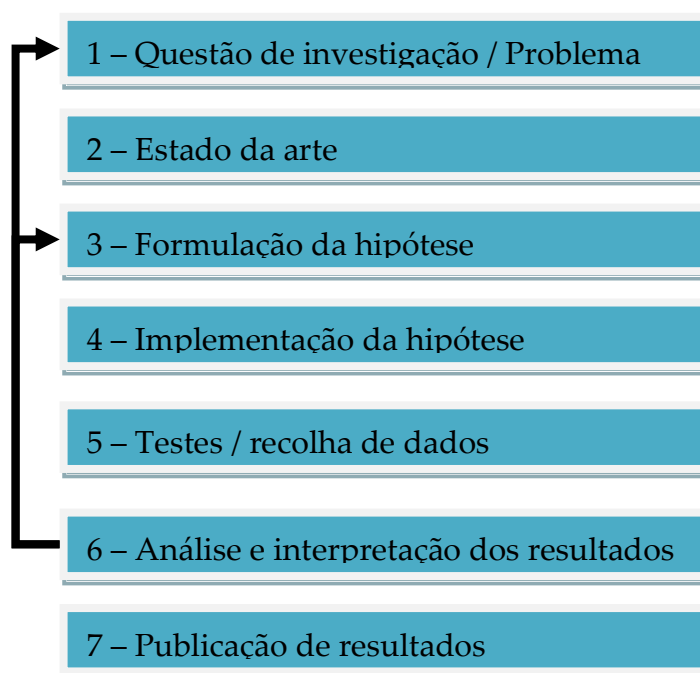 1 – Questão de investigação / Problema
2 – Estado da arte
3 – Formulação da hipótese
4 – Implementação da hipótese
5 – Testes / recolha de dados
6 – Análise e interpretação dos resultados
7 – Publicação de resultados